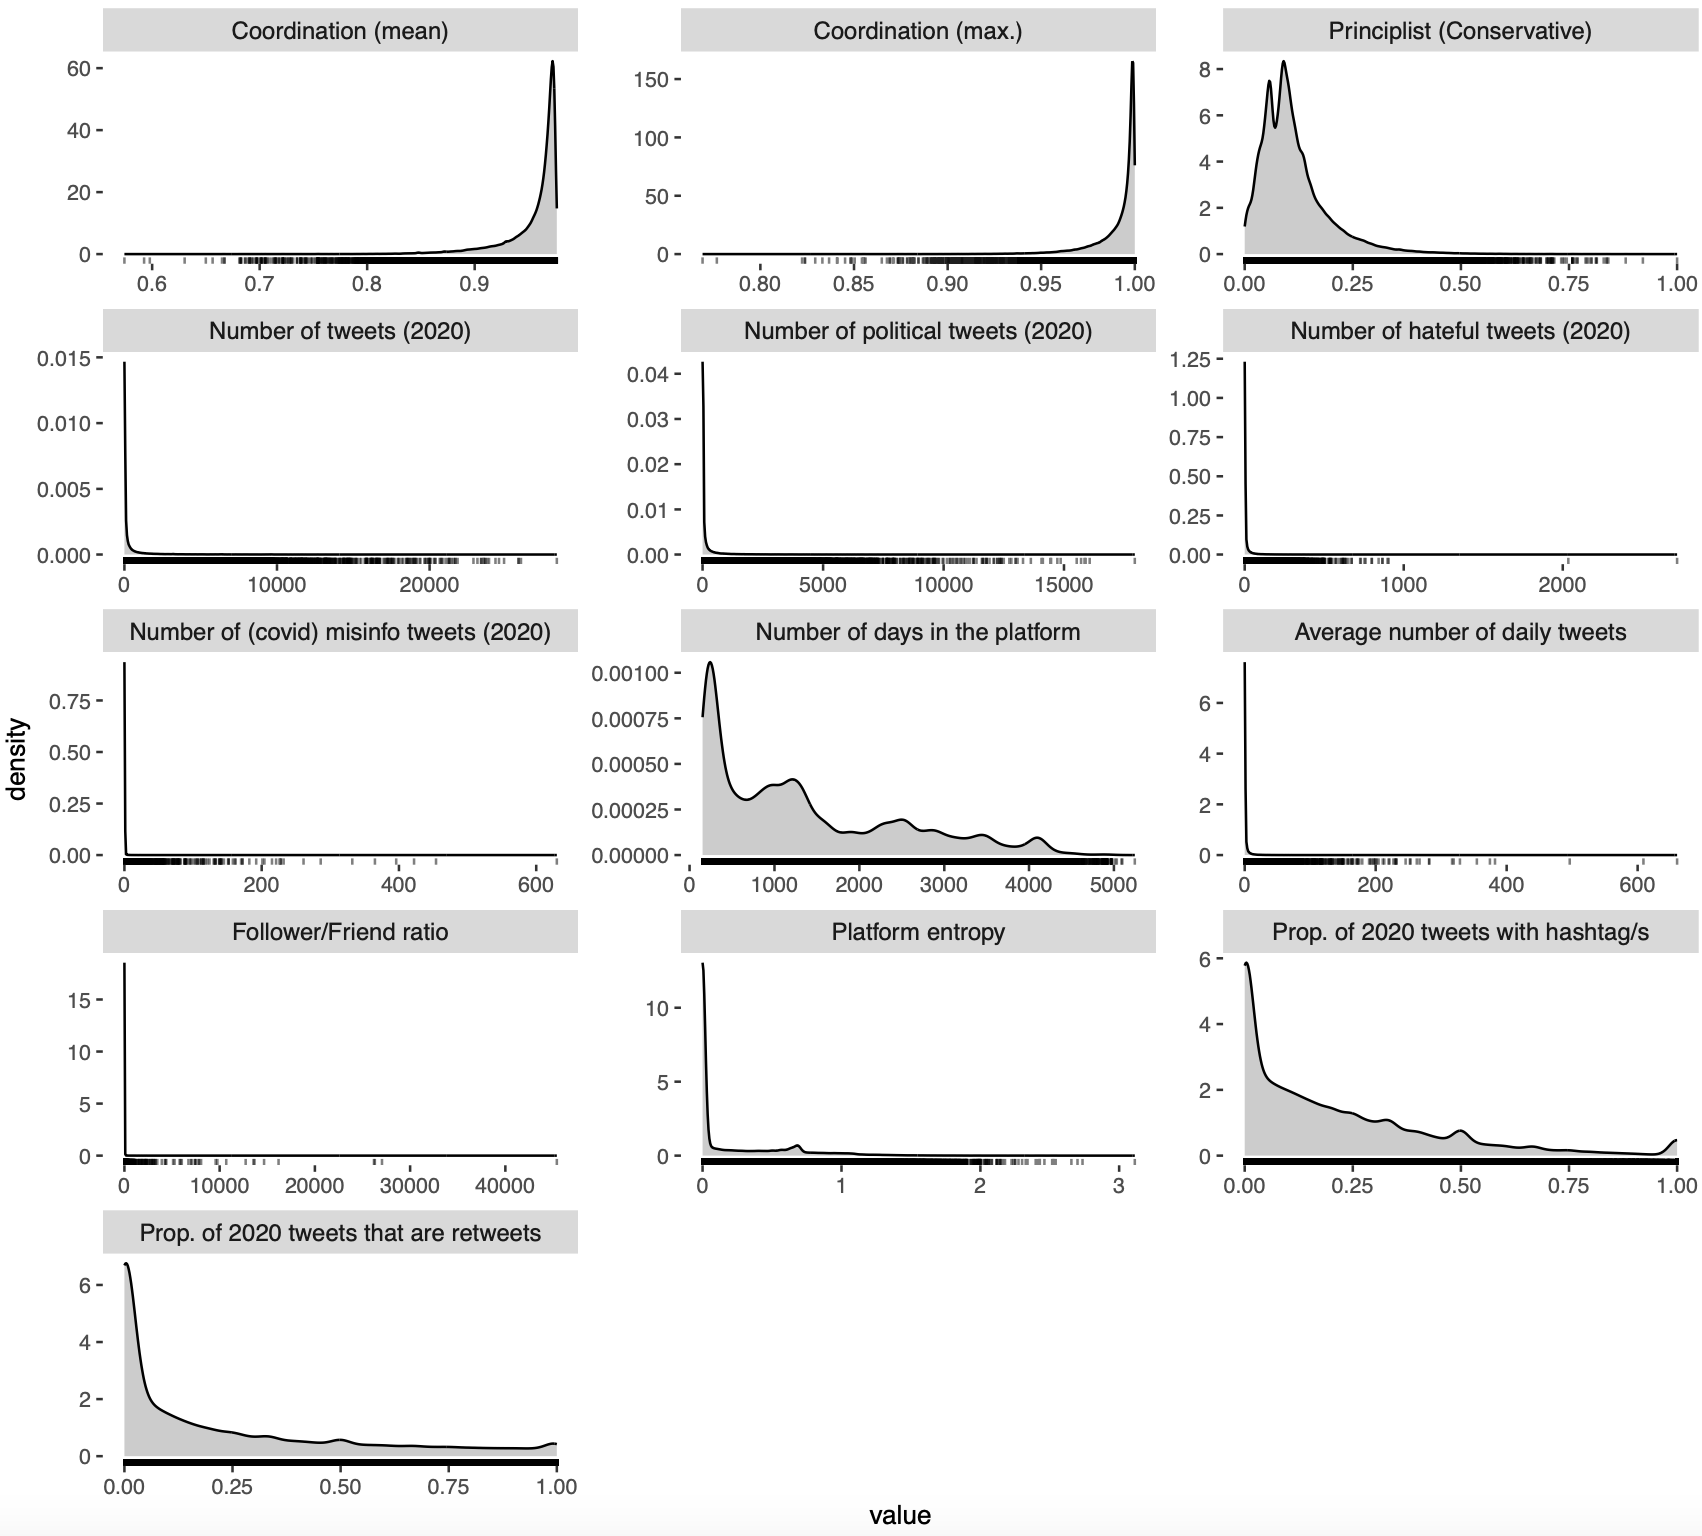 Coordination (mean) Coordination (max.) Principlist (Conservative)
60 150 8
40 100 6
20 50 4
0 0 2
0
0.6 0.7 0.8 0.9 0.80 0.85 0.90 0.95 1.00 0.00 0.25 0.50 0.75 1.00
Number of tweets (2020) Number of political tweets (2020) Number of hateful tweets (2020)
0.015 0.04 1.25
0.010 0.03 1.00
0.005 0.02 0.75
0.000 0.01 0.50
0.00 0.25
0.00
0 10000 20000 0 5000 10000 15000 0 1000 2000
Number of (covid) misinfo tweets (2020) Number of days in the platform Average number of daily tweets
0.75 0.00100 6
0.50 0.00075 4
0.25 0.00050 2
0.00 0.00025 0
0.00000
0 200 400 600 0 1000 2000 3000 4000 5000 0 200 400 600
density
Follower/Friend ratio Platform entropy Prop. of 2020 tweets with hashtag/s
15 10 6
10 5 4
5 0 2
0 0
0 10000 20000 30000 40000 0 1 2 3 0.00 0.25 0.50 0.75 1.00
Prop. of 2020 tweets that are retweets
6
4
2
0
0.00 0.25 0.50 0.75 1.00
value